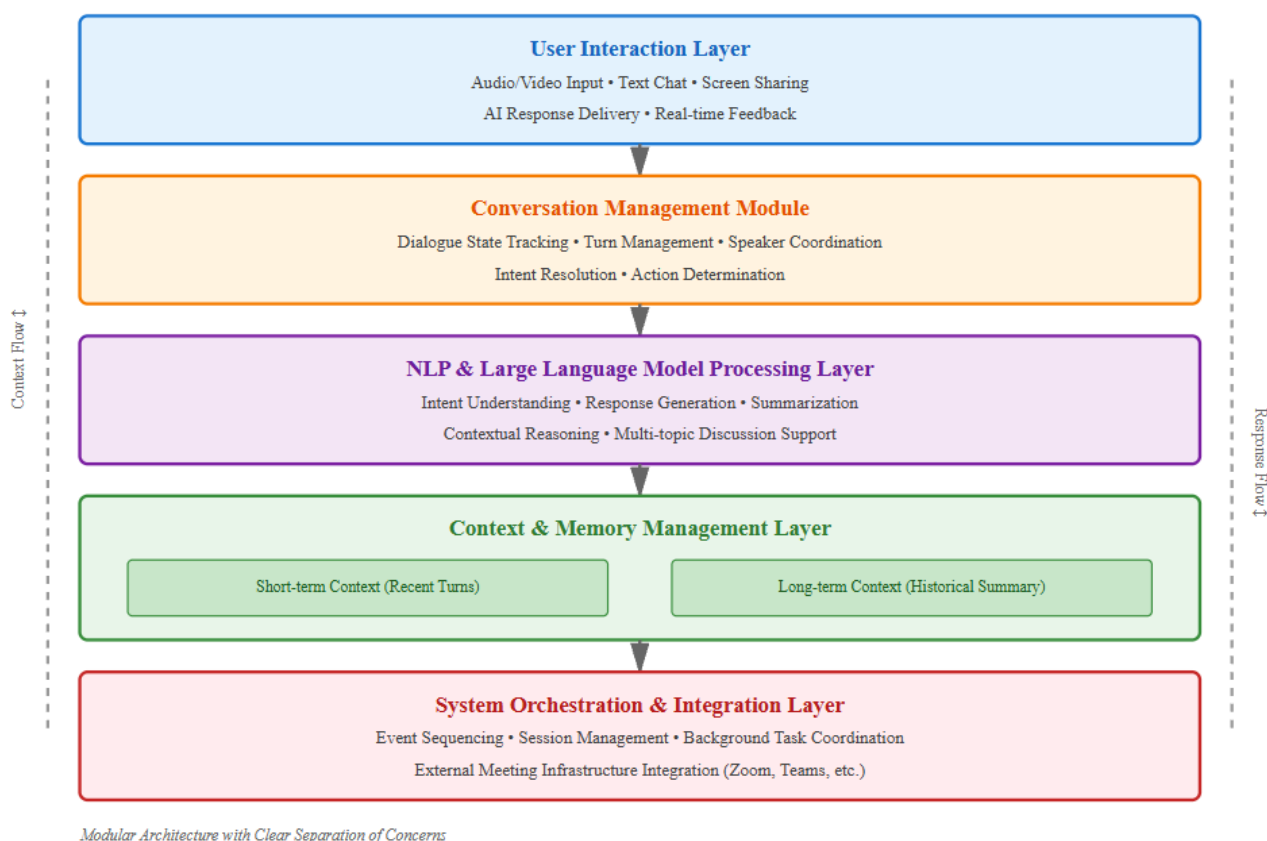 User Interaction Layer
Audio/Video Input • Text Chat • Screen Sharing
AI Response Delivery • Real-time Feedback
Conversation Management Module
Dialogue State Tracking • Turn Management • Speaker Coordination
Intent Resolution • Action Determination
Context Flow ↕
NLP & Large Language Model Processing Layer
Intent Understanding • Response Generation • Summarization
Contextual Reasoning • Multi-topic Discussion Support
Response Flow ↕
Context & Memory Management Layer
Short-term Context (Recent Turns)
Long-term Context (Historical Summary)
System Orchestration & Integration Layer
Event Sequencing • Session Management • Background Task Coordination
External Meeting Infrastructure Integration (Zoom, Teams, etc.)
Modular Architecture with Clear Separation of Concerns